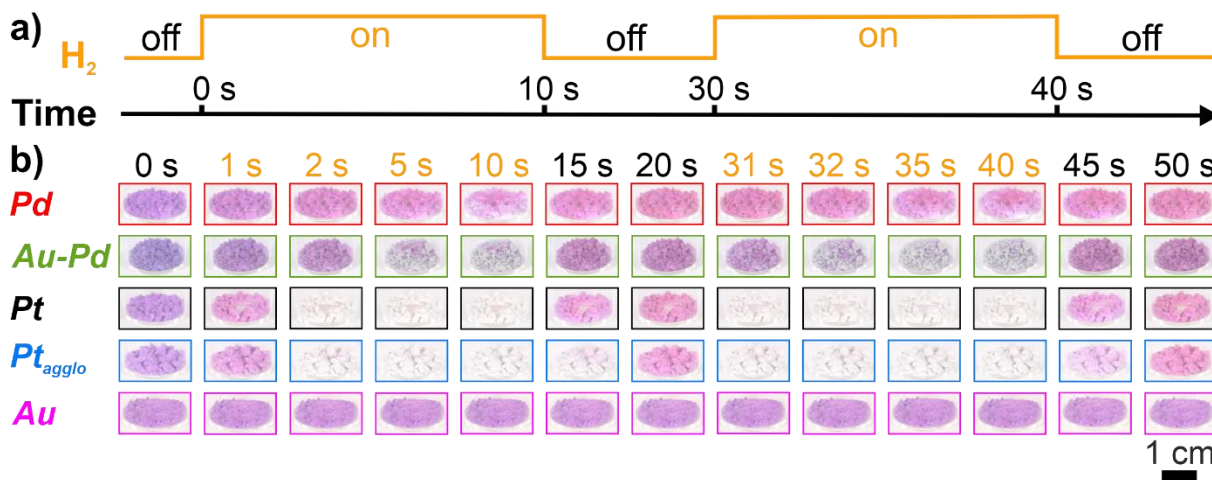 a)
off on off on off
H₂
0 s 10 s 30 s 40 s
Time
b) 0 s 1 s 2 s 5 s 10 s 15 s 20 s 31 s 32 s 35 s 40 s 45 s 50 s
Pd
Au-Pd
Pt
Pt_agglo
Au
1 cm